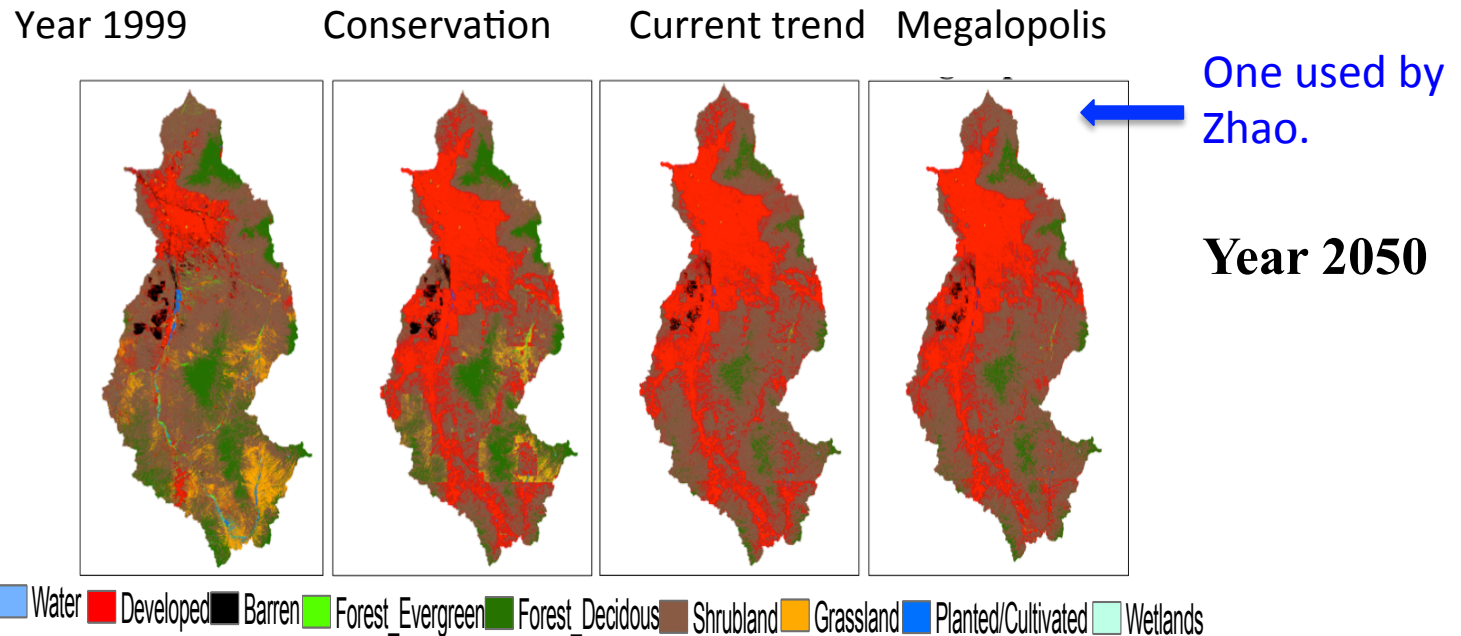 Year 1999 Conservation Current trend Megalopolis
One used by
Zhao.
Year 2050
Water Developed Barren Forest_Evergreen Forest_Decidous Shrubland Grassland Planted/Cultivated Wetlands